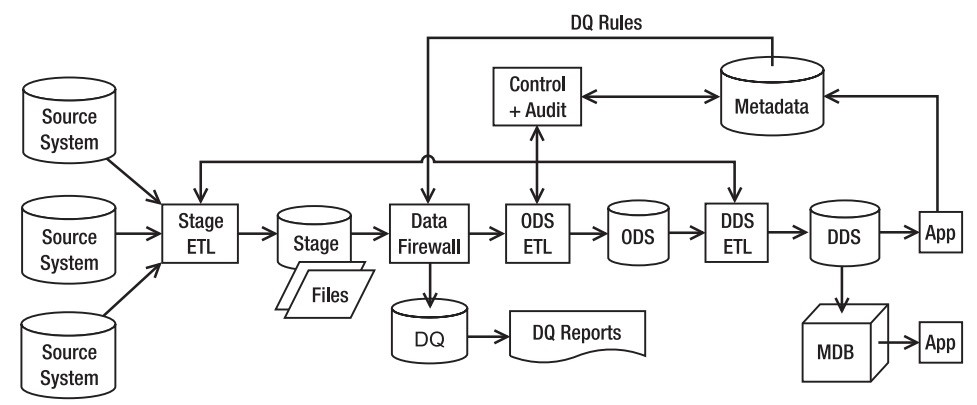 DQ Rules
Control
+ Audit
Metadata
Source
System
Source
System
Source
System
Stage
ETL
Stage
Files
Data
Firewall
ODS
ETL
ODS
DDS
ETL
DDS
App
DQ
DQ Reports
MDB
App